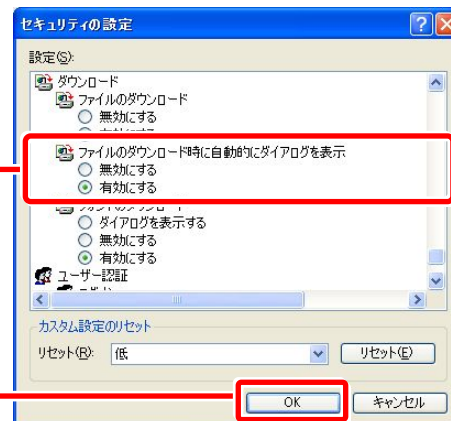 セキュリティの設定
設定(S):
ダウンロード
ファイルのダウンロード
無効にする
ファイルのダウンロード時に自動的にダイアログを表示
無効にする
有効にする
ダイアログを表示する
無効にする
有効にする
ユーザー認証
カスタム設定のリセット
リセット(R): 低 リセット(E)
OK キャンセル